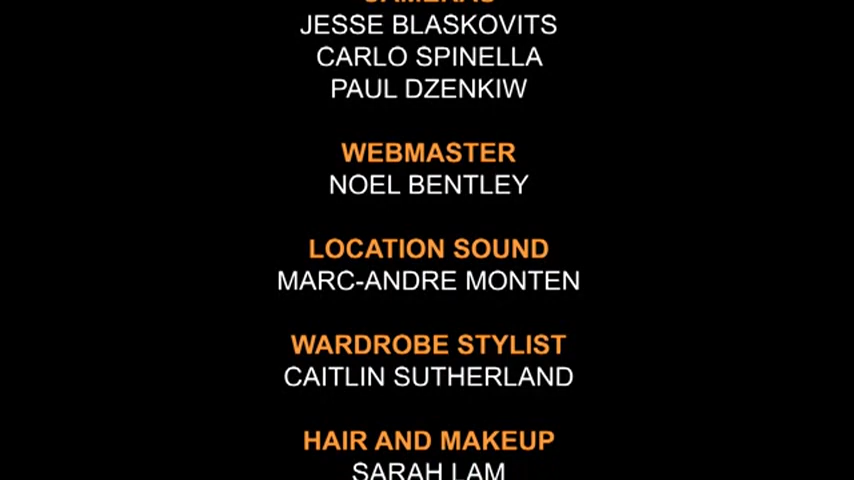 CAMERAS
JESSE BLASKOVITS
CARLO SPINELLA
PAUL DZENKIW
WEBMASTER
NOEL BENTLEY
LOCATION SOUND
MARC-ANDRE MONTEN
WARDROBE STYLIST
CAITLIN SUTHERLAND
HAIR AND MAKEUP
SARAH LAM